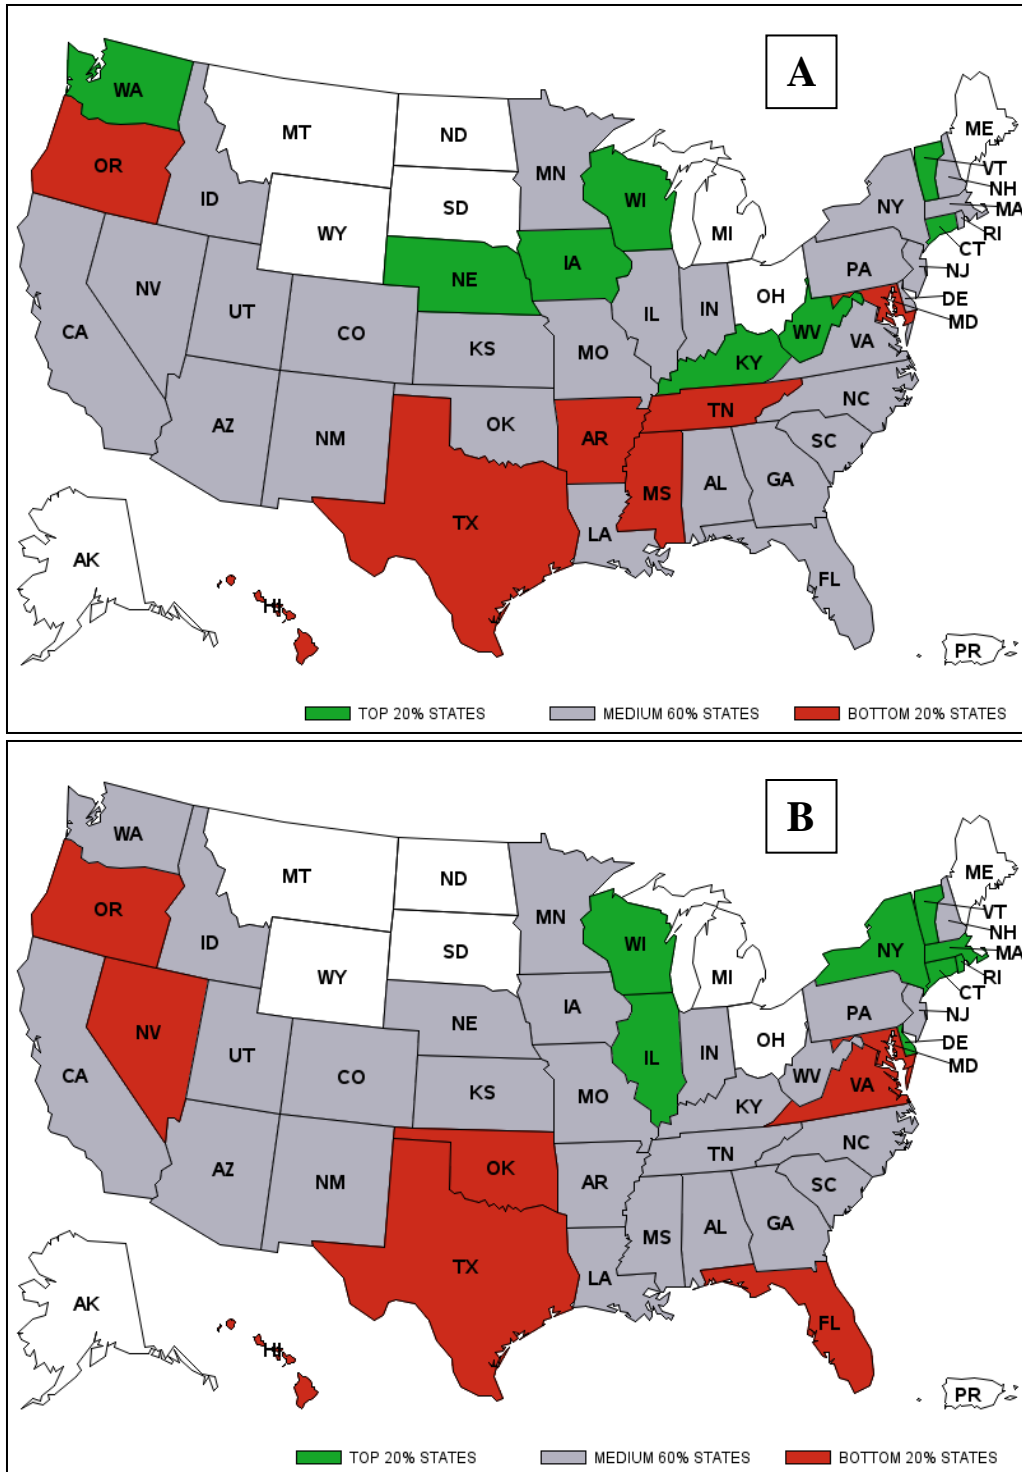 A
WA
MT
ND
MN
ME
VT
NH
MA
RI
CT
OR
ID
SD
WI
MI
NY
WY
NE
IA
PA
NJ
OH
DE
MD
NV
UT
CO
CA
KS
MO
IL
IN
WV
VA
KY
AZ
NM
OK
AR
TN
NC
SC
TX
LA
MS
AL
GA
FL
AK
HI
PR
TOP 20% STATES
MEDIUM 60% STATES
BOTTOM 20% STATES
B
WA
MT
ND
MN
ME
VT
NH
MA
RI
CT
OR
ID
SD
WI
MI
NY
WY
NE
IA
PA
NJ
OH
DE
MD
NV
UT
CO
CA
KS
MO
IL
IN
WV
VA
KY
AZ
NM
OK
AR
TN
NC
SC
TX
LA
MS
AL
GA
FL
AK
HI
PR
TOP 20% STATES
MEDIUM 60% STATES
BOTTOM 20% STATES